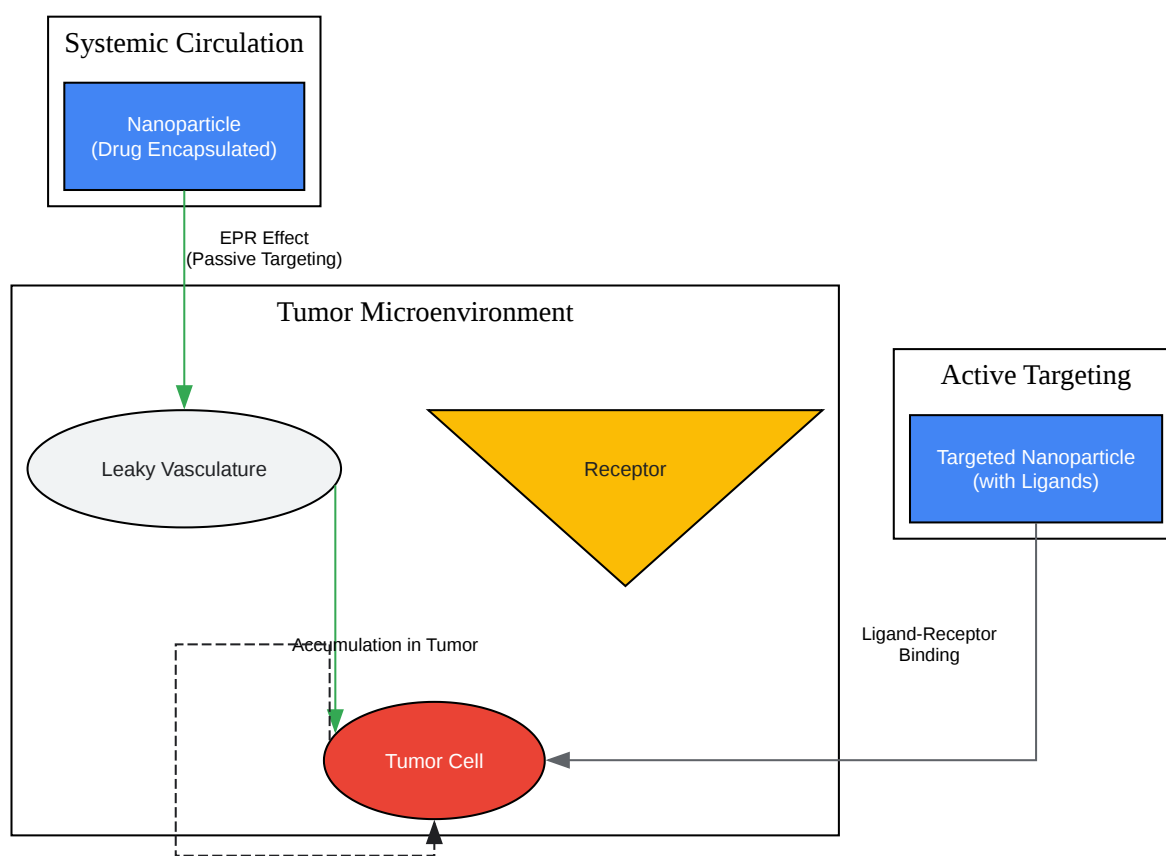 Systemic Circulation
Nanoparticle
(Drug Encapsulated)
EPR Effect
(Passive Targeting)
Tumor Microenvironment
Leaky Vasculature
Receptor
Active Targeting
Targeted Nanoparticle
(with Ligands)
Accumulation in Tumor
Ligand-Receptor
Binding
Tumor Cell